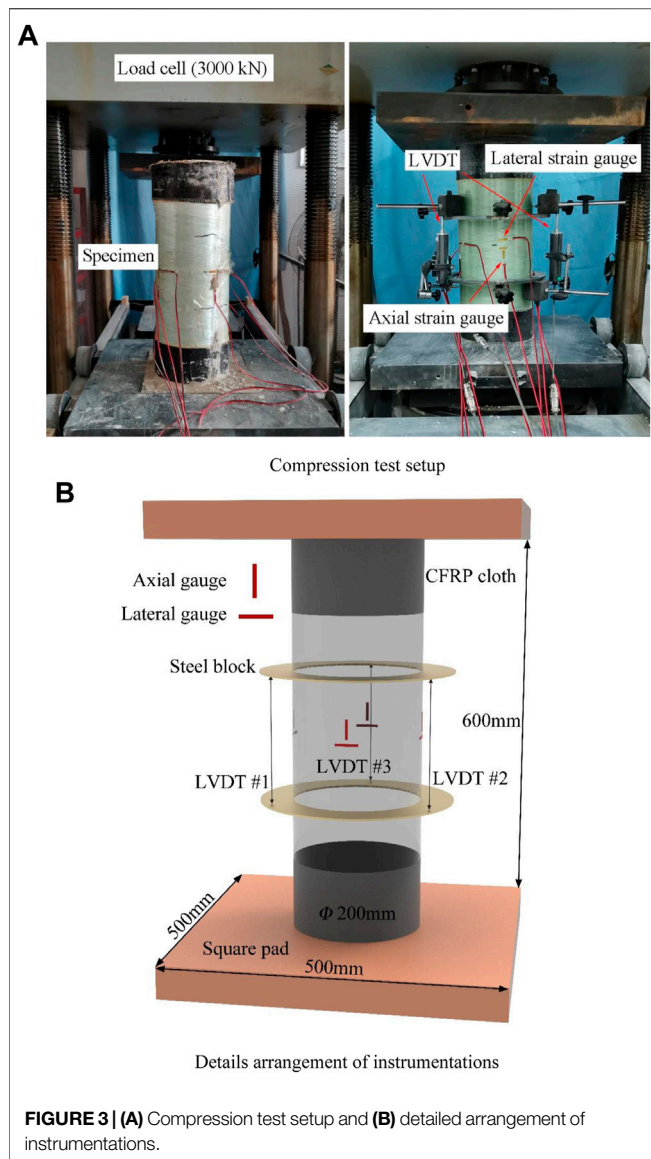 A
Load cell (3000 kN)
Specimen
LVDT
Lateral strain gauge
Axial strain gauge
Compression test setup
B
Axial gauge
Lateral gauge
CFRP cloth
Steel block
600mm
LVDT #1
LVDT #3
LVDT #2
Φ 200mm
500mm
Square pad
500mm
Details arrangement of instrumentations
FIGURE 3 | (A) Compression test setup and (B) detailed arrangement of
instrumentations.